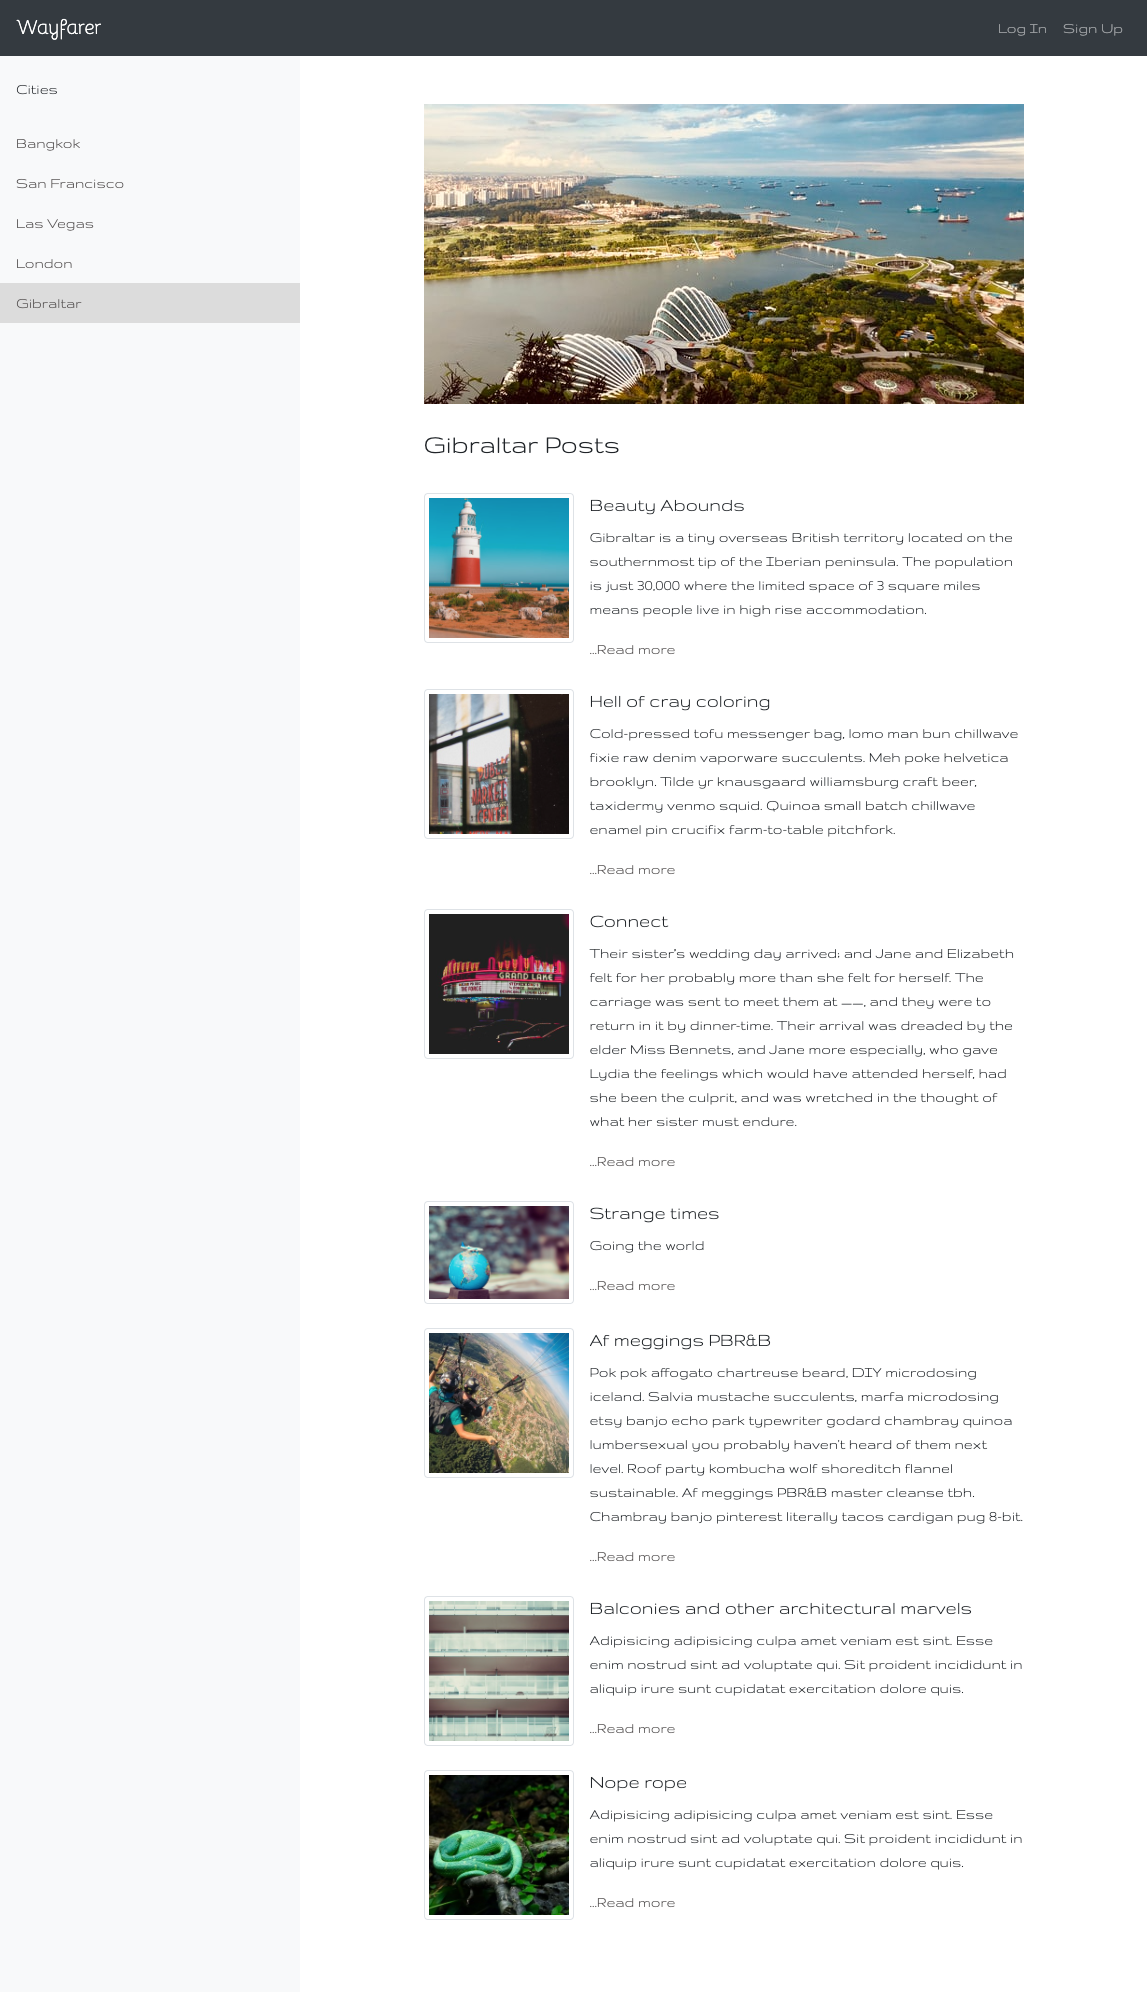 Wayfarer
Log In
Sign Up
Cities
Bangkok
San Francisco
Las Vegas
London
Gibraltar
Gibraltar Posts
Beauty Abounds
Gibraltar is a tiny overseas British territory located on the
southernmost tip of the Iberian peninsula. The population
is just 30,000 where the limited space of 3 square miles
means people live in high rise accommodation.
...Read more
PUBLIC
MARKET
CENTER
Hell of cray coloring
Cold-pressed tofu messenger bag, lomo man bun chillwave
fixie raw denim vaporware succulents. Meh poke helvetica
brooklyn. Tilde yr knausgaard williamsburg craft beer,
taxidermy venmo squid. Quinoa small batch chillwave
enamel pin crucifix farm-to-table pitchfork.
...Read more
GRAND LAKE
Connect
Their sister's wedding day arrived; and Jane and Elizabeth
felt for her probably more than she felt for herself. The
carriage was sent to meet them at ——, and they were to
return in it by dinner-time. Their arrival was dreaded by the
elder Miss Bennets, and Jane more especially, who gave
Lydia the feelings which would have attended herself, had
she been the culprit, and was wretched in the thought of
what her sister must endure.
...Read more
Strange times
Going the world
...Read more
Af meggings PBR&B
Pok pok affogato chartreuse beard, DIY microdosing
iceland. Salvia mustache succulents, marfa microdosing
etsy banjo echo park typewriter godard chambray quinoa
lumbersexual you probably haven't heard of them next
level. Roof party kombucha wolf shoreditch flannel
sustainable. Af meggings PBR&B master cleanse tbh.
Chambray banjo pinterest literally tacos cardigan pug 8-bit.
...Read more
Balconies and other architectural marvels
Adipisicing adipisicing culpa amet veniam est sint. Esse
enim nostrud sint ad voluptate qui. Sit proident incididunt in
aliquip irure sunt cupidatat exercitation dolore quis.
...Read more
Nope rope
Adipisicing adipisicing culpa amet veniam est sint. Esse
enim nostrud sint ad voluptate qui. Sit proident incididunt in
aliquip irure sunt cupidatat exercitation dolore quis.
...Read more